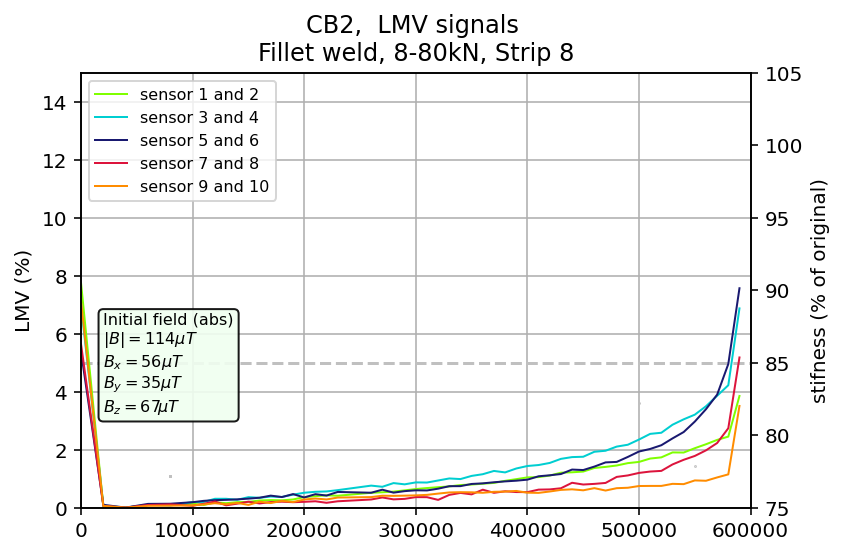 CB2,  LMV signals
Fillet weld, 8-80kN, Strip 8
sensor 1 and 2
sensor 3 and 4
sensor 5 and 6
sensor 7 and 8
sensor 9 and 10
Initial field (abs)
|B| = 114μT
Bₓ = 56μT
B_y = 35μT
B_z = 67μT
LMV (%)
14
12
10
8
6
4
2
0
105
100
95
90
85
80
75
stifness (% of original)
0 100000 200000 300000 400000 500000 600000